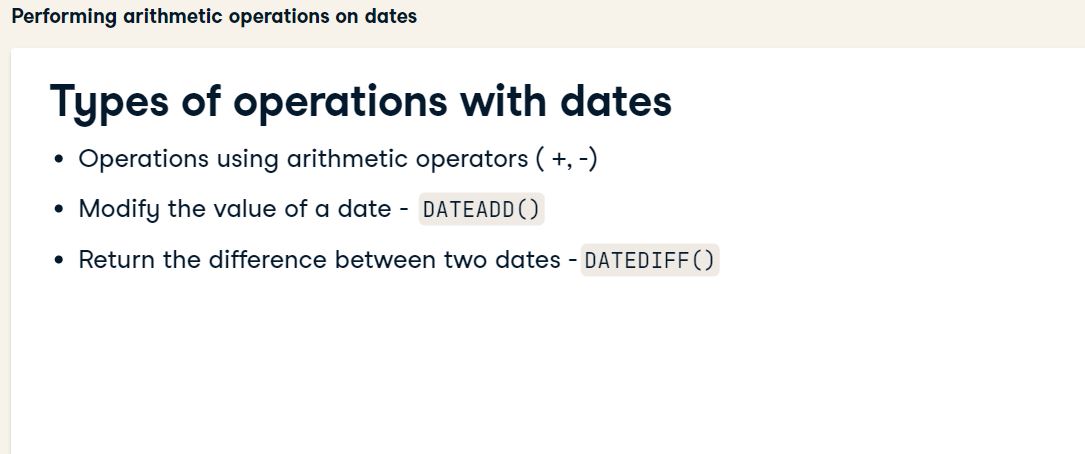 Performing arithmetic operations on dates
Types of operations with dates
• Operations using arithmetic operators ( +, -)
• Modify the value of a date - DATEADD()
• Return the difference between two dates - DATEDIFF()